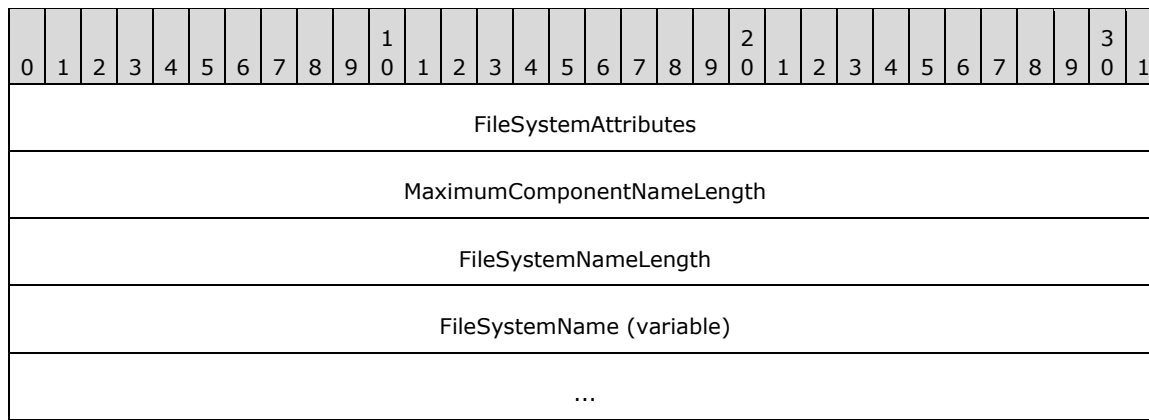 1 2 3
0 1 2 3 4 5 6 7 8 9 0 1 2 3 4 5 6 7 8 9 0 1 2 3 4 5 6 7 8 9 0 1
FileSystemAttributes
MaximumComponentNameLength
FileSystemNameLength
FileSystemName (variable)
...